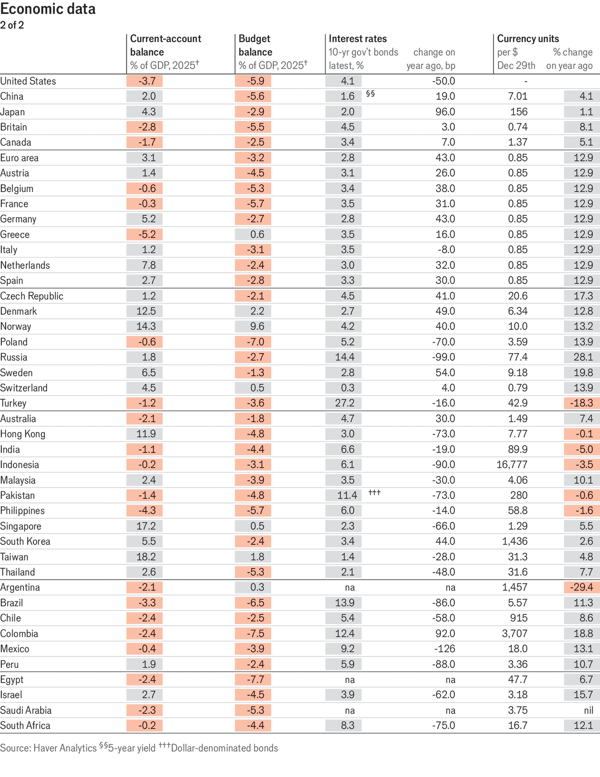 Economic data
2 of 2
Current-account balance % of GDP, 2025† Budget balance % of GDP, 2025† Interest rates 10-yr gov't bonds latest, % change on year ago, bp Currency units per $ Dec 29th % change on year ago
United States -3.7 -5.9 4.1 -50.0 -
China 2.0 -5.6 1.6 §§ 19.0 7.01 4.1
Japan 4.3 -2.9 2.0 96.0 156 1.1
Britain -2.8 -5.5 4.5 3.0 0.74 8.1
Canada -1.7 -2.5 3.4 7.0 1.37 5.1
Euro area 3.1 -3.2 2.8 43.0 0.85 12.9
Austria 1.4 -4.5 3.1 26.0 0.85 12.9
Belgium -0.6 -5.3 3.4 38.0 0.85 12.9
France -0.3 -5.7 3.5 31.0 0.85 12.9
Germany 5.2 -2.7 2.8 43.0 0.85 12.9
Greece -5.2 0.6 3.5 16.0 0.85 12.9
Italy 1.2 -3.1 3.5 -8.0 0.85 12.9
Netherlands 7.8 -2.4 3.0 32.0 0.85 12.9
Spain 2.7 -2.8 3.3 30.0 0.85 12.9
Czech Republic 1.2 -2.1 4.5 41.0 20.6 17.3
Denmark 12.5 2.2 2.7 49.0 6.34 12.8
Norway 14.3 9.6 4.2 40.0 10.0 13.2
Poland -0.6 -7.0 5.2 -70.0 3.59 13.9
Russia 1.8 -2.7 14.4 -99.0 77.4 28.1
Sweden 6.5 -1.3 2.8 54.0 9.18 19.8
Switzerland 4.5 0.5 0.3 4.0 0.79 13.9
Turkey -1.2 -3.6 27.2 -16.0 42.9 -18.3
Australia -2.1 -1.8 4.7 30.0 1.49 7.4
Hong Kong 11.9 -4.8 3.0 -73.0 7.77 -0.1
India -1.1 -4.4 6.6 -19.0 89.9 -5.0
Indonesia -0.2 -3.1 6.1 -90.0 16,777 -3.5
Malaysia 2.4 -3.9 3.5 -30.0 4.06 10.1
Pakistan -1.4 -4.8 11.4 ††† -73.0 280 -0.6
Philippines -4.3 -5.7 6.0 -14.0 58.8 -1.6
Singapore 17.2 0.5 2.3 -66.0 1.29 5.5
South Korea 5.5 -2.4 3.4 44.0 1,436 2.6
Taiwan 18.2 1.8 1.4 -28.0 31.3 4.8
Thailand 2.6 -5.3 2.1 -48.0 31.6 7.7
Argentina -2.1 0.3 na na 1,457 -29.4
Brazil -3.3 -6.5 13.9 -86.0 5.57 11.3
Chile -2.4 -2.5 5.4 -58.0 915 8.6
Colombia -2.4 -7.5 12.4 92.0 3,707 18.8
Mexico -0.4 -3.9 9.2 -126 18.0 13.1
Peru 1.9 -2.4 5.9 -88.0 3.36 10.7
Egypt -2.4 -7.7 na na 47.7 6.7
Israel 2.7 -4.5 3.9 -62.0 3.18 15.7
Saudi Arabia -2.3 -5.3 na na 3.75 nil
South Africa -0.2 -4.4 8.3 -75.0 16.7 12.1
Source: Haver Analytics §§5-year yield †††Dollar-denominated bonds